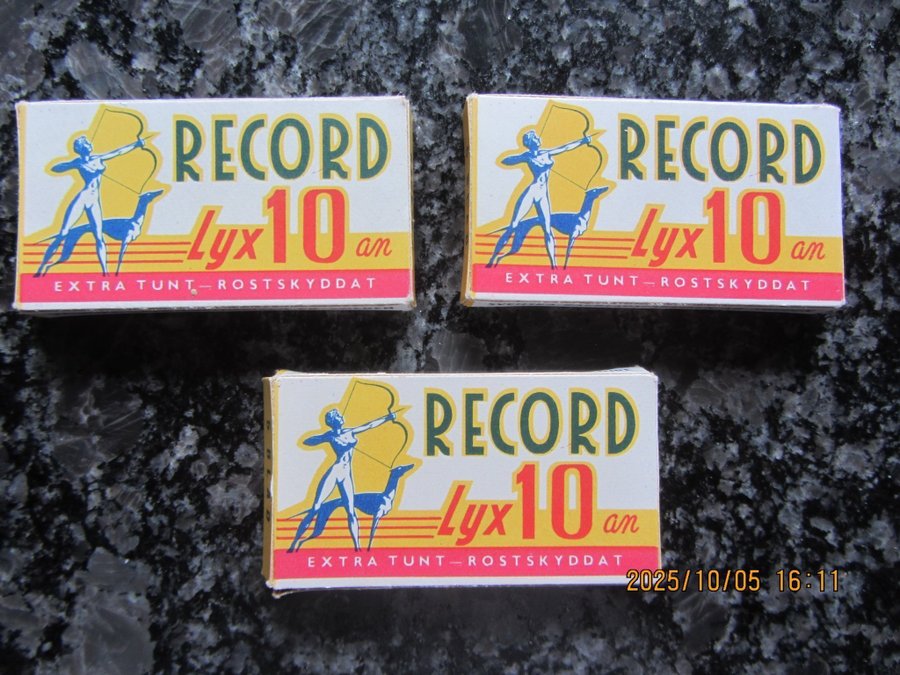 RECORD
Lyx 10 an
EXTRA TUNT — ROSTSKYDDAT
RECORD
Lyx 10 an
EXTRA TUNT — ROSTSKYDDAT
RECORD
Lyx 10 an
EXTRA TUNT — ROSTSKYDDAT
2025/10/05 16:11